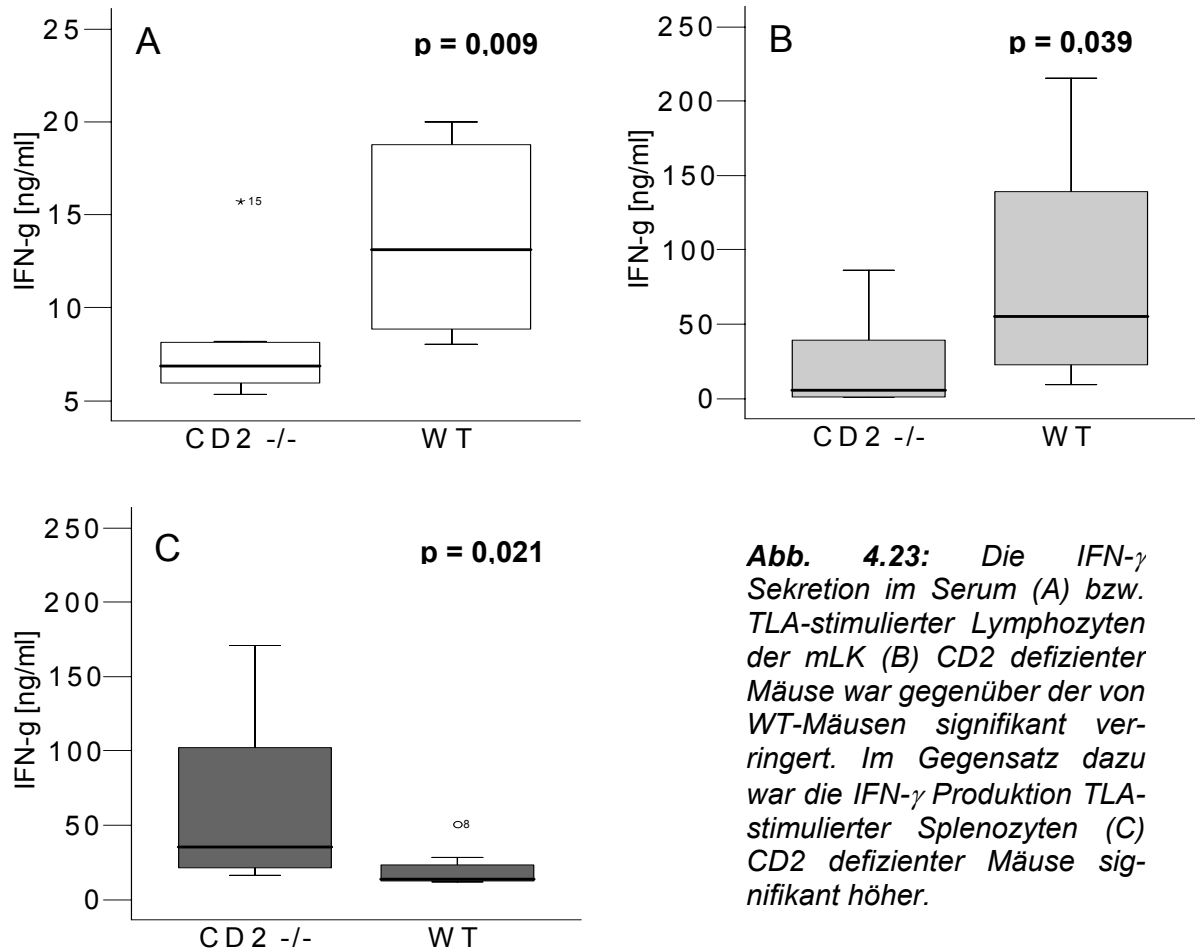 A
p = 0,009
IFN-g [ng/ml]
25
20
15
10
5
* 15
CD2 -/-
WT
B
p = 0,039
IFN-g [ng/ml]
250
200
150
100
50
0
CD2 -/-
WT
C
p = 0,021
IFN-g [ng/ml]
250
200
150
100
50
0
o8
CD2 -/-
WT
Abb. 4.23: Die IFN-γ
Sekretion im Serum (A) bzw.
TLA-stimulierter Lymphozyten
der mLK (B) CD2 defizienter
Mäuse war gegenüber der von
WT-Mäusen signifikant ver-
ringert. Im Gegensatz dazu
war die IFN-γ Produktion TLA-
stimulierter Splenozyten (C)
CD2 defizienter Mäuse sig-
nifikant höher.